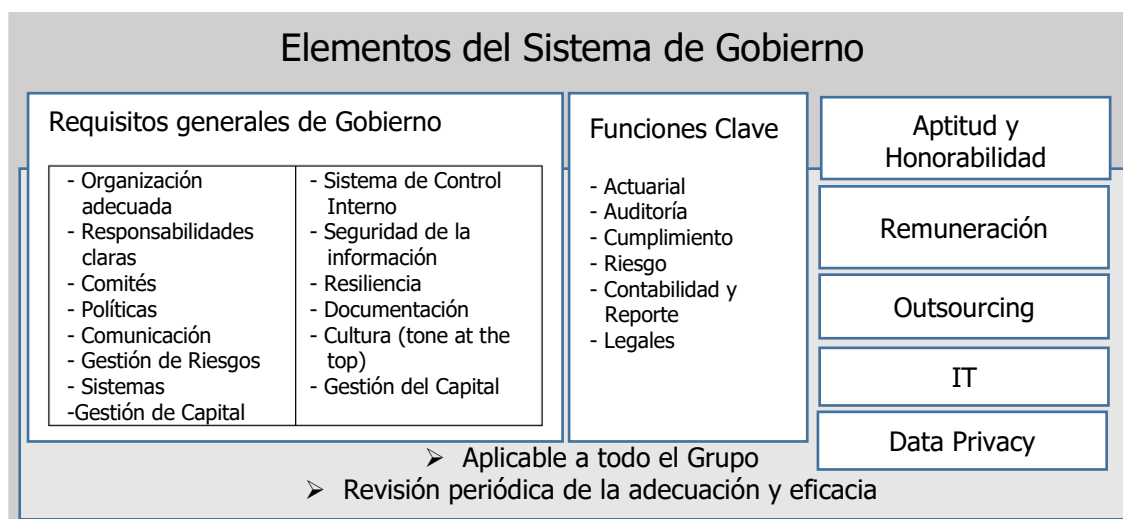 Elementos del Sistema de Gobierno
Requisitos generales de Gobierno
- Organización
adecuada
- Responsabilidades
claras
- Comités
- Políticas
- Comunicación
- Gestión de Riesgos
- Sistemas
-Gestión de Capital
- Sistema de Control
Interno
- Seguridad de la
información
- Resiliencia
- Documentación
- Cultura (tone at the
top)
- Gestión del Capital
Funciones Clave
- Actuarial
- Auditoría
- Cumplimiento
- Riesgo
- Contabilidad y
Reporte
- Legales
Aptitud y
Honorabilidad
Remuneración
Outsourcing
IT
Data Privacy
➢ Aplicable a todo el Grupo
➢ Revisión periódica de la adecuación y eficacia